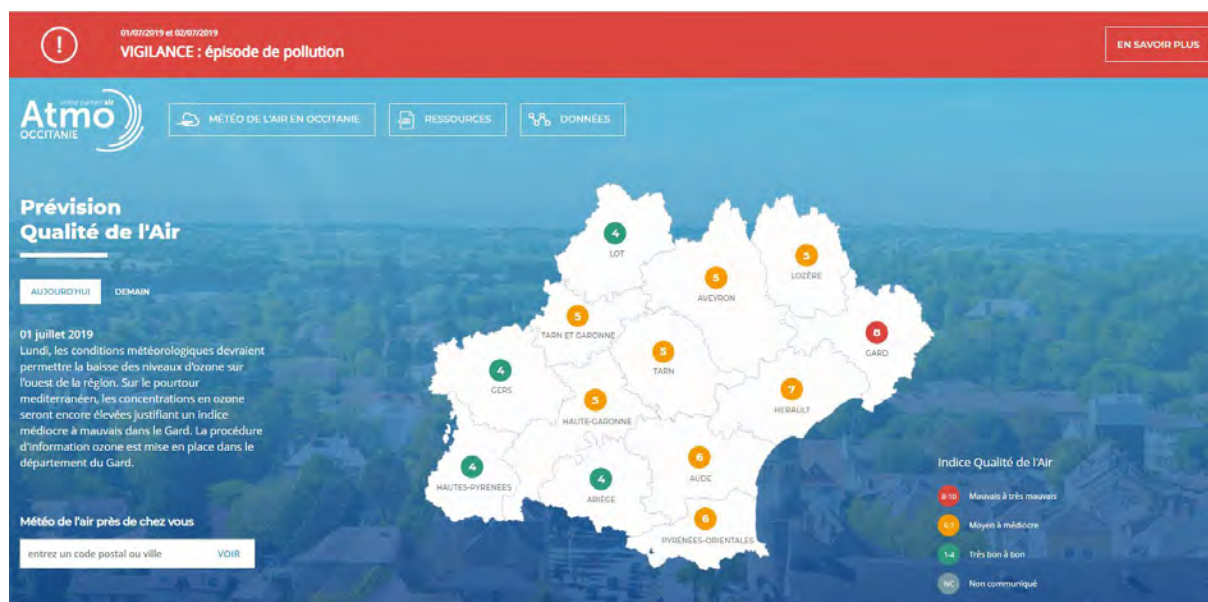 01/07/2019 et 02/07/2019
VIGILANCE : épisode de pollution
EN SAVOIR PLUS
Atmo
OCCITANIE
MÉTÉO DE L'AIR EN OCCITANIE
RESSOURCES
DONNÉES
Prévision
Qualité de l'Air
AUJOURD'HUI
DEMAIN
01 juillet 2019
Lundi, les conditions météorologiques devraient
permettre la baisse des niveaux d'ozone sur
l'ouest de la région. Sur le pourtour
mediterranéen, les concentrations en ozone
seront encore élevées justifiant un indice
médiocre à mauvais dans le Gard. La procédure
d'information ozone est mise en place dans le
département du Gard.
Météo de l'air près de chez vous
entrez un code postal ou ville
VOIR
4
LOT
5
LOZÈRE
5
AVEYRON
5
TARN ET GARONNE
8
GARD
5
TARN
4
GERS
7
HERAULT
5
HAUTE-GARONNE
6
AUDE
4
HAUTES-PYRENÉES
4
ARIÈGE
6
PYRENÉES-ORIENTALES
Indice Qualité de l'Air
8-10 Mauvais à très mauvais
Moyen à médiocre
1-4 Très bon à bon
NC Non communiqué